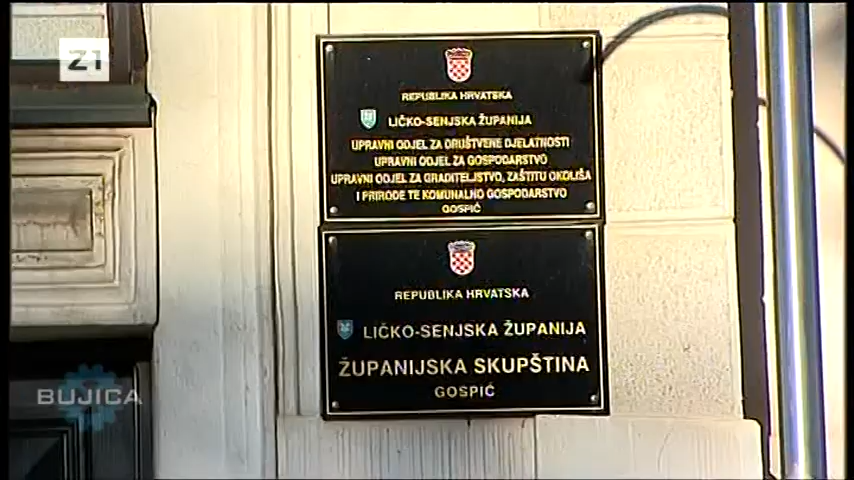 Z1
REPUBLIKA HRVATSKA
LIČKO-SENJSKA ŽUPANIJA
UPRAVNI ODJEL ZA DRUŠTVENE DJELATNOSTI
UPRAVNI ODJEL ZA GOSPODARSTVO
UPRAVNI ODJEL ZA GRADITELJSTVO, ZAŠTITU OKOLIŠA
I PRIRODE TE KOMUNALNO GOSPODARSTVO
GOSPIĆ
REPUBLIKA HRVATSKA
LIČKO-SENJSKA ŽUPANIJA
ŽUPANIJSKA SKUPŠTINA
GOSPIĆ
BUJICA